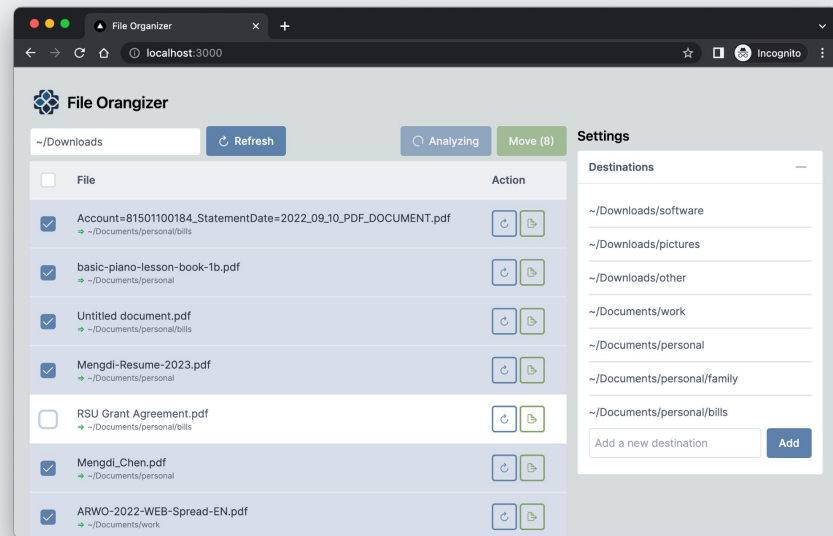 File Organizer
localhost:3000
Incognito
File Orangizer
~/Downloads
Refresh
Analyzing
Move (8)
File
Action
Account=81501100184_StatementDate=2022_09_10_PDF_DOCUMENT.pdf
➔ ~/Documents/personal/bills
basic-piano-lesson-book-1b.pdf
➔ ~/Documents/personal
Untitled document.pdf
➔ ~/Documents/personal/bills
Mengdi-Resume-2023.pdf
➔ ~/Documents/personal
RSU Grant Agreement.pdf
➔ ~/Documents/personal/bills
Mengdi_Chen.pdf
➔ ~/Documents/personal
ARWO-2022-WEB-Spread-EN.pdf
➔ ~/Documents/work
Settings
Destinations
~/Downloads/software
~/Downloads/pictures
~/Downloads/other
~/Documents/work
~/Documents/personal
~/Documents/personal/family
~/Documents/personal/bills
Add a new destination
Add